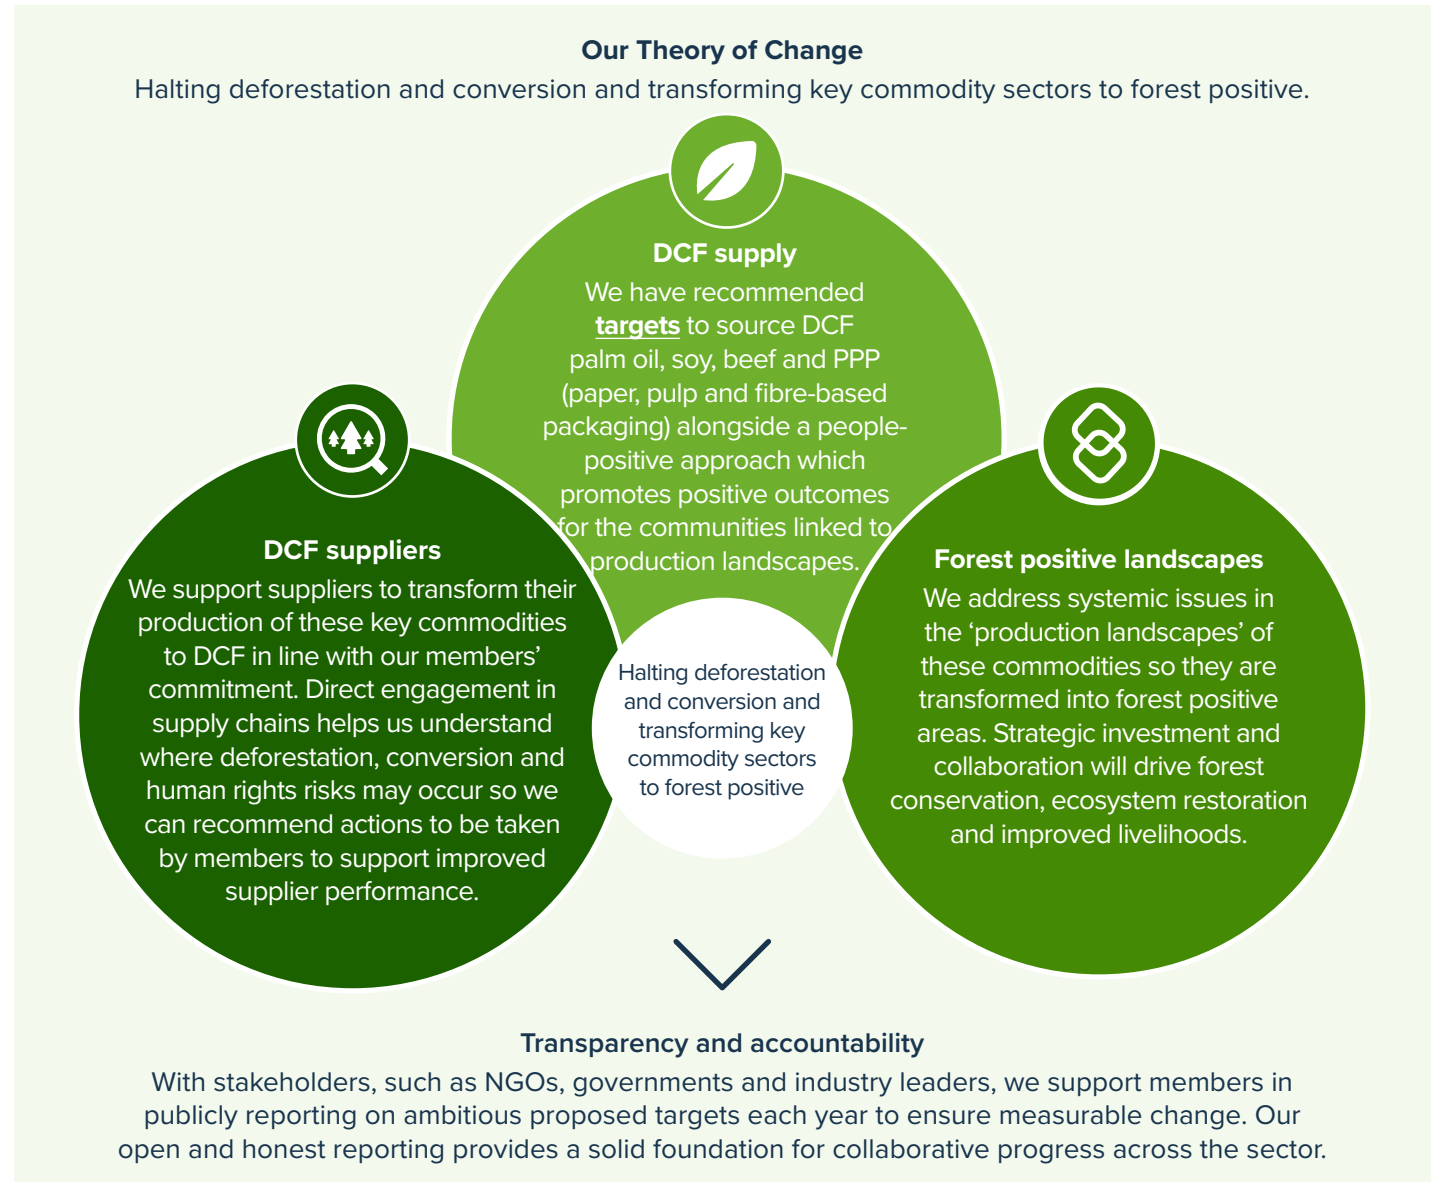 Our Theory of Change
Halting deforestation and conversion and transforming key commodity sectors to forest positive.
DCF supply
We have recommended
targets to source DCF
palm oil, soy, beef and PPP
(paper, pulp and fibre-based
packaging) alongside a people-
positive approach which
promotes positive outcomes
for the communities linked to
production landscapes.
DCF suppliers
We support suppliers to transform their
production of these key commodities
to DCF in line with our members’
commitment. Direct engagement in
supply chains helps us understand
where deforestation, conversion and
human rights risks may occur so we
can recommend actions to be taken
by members to support improved
supplier performance.
Halting deforestation
and conversion and
transforming key
commodity sectors
to forest positive
Forest positive landscapes
We address systemic issues in
the ‘production landscapes’ of
these commodities so they are
transformed into forest positive
areas. Strategic investment and
collaboration will drive forest
conservation, ecosystem restoration
and improved livelihoods.
Transparency and accountability
With stakeholders, such as NGOs, governments and industry leaders, we support members in
publicly reporting on ambitious proposed targets each year to ensure measurable change. Our
open and honest reporting provides a solid foundation for collaborative progress across the sector.